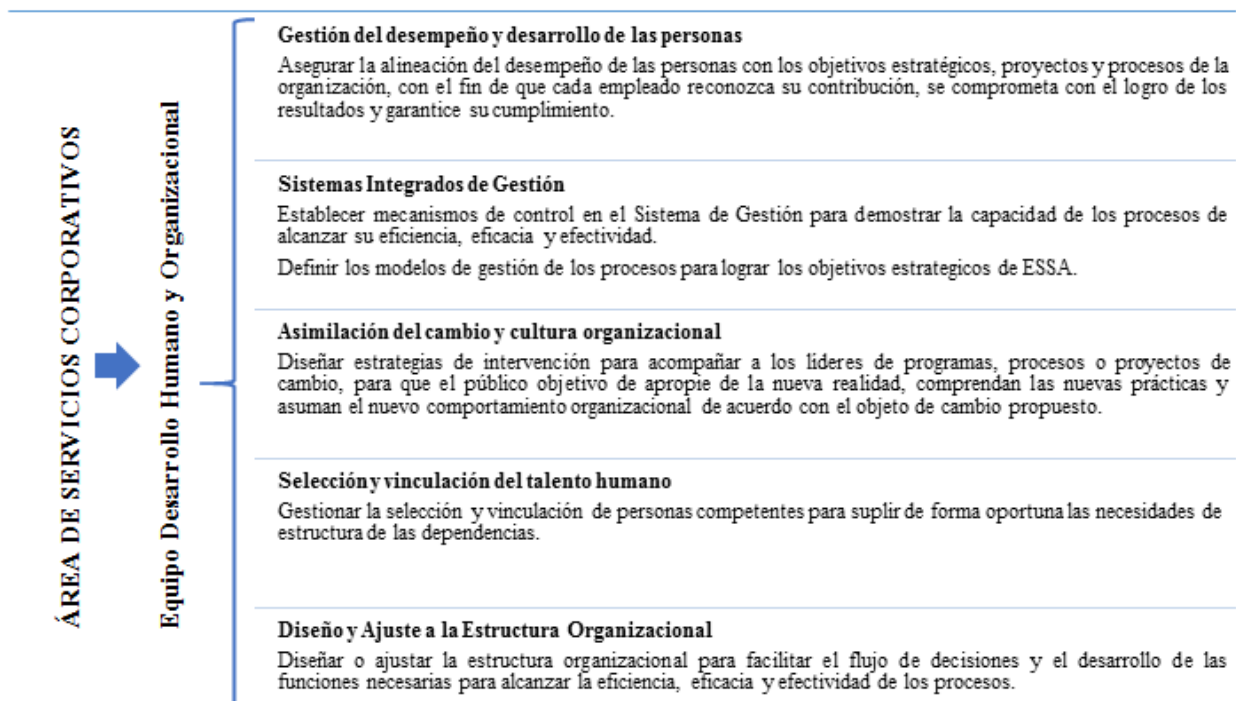 ÁREA DE SERVICIOS CORPORATIVOS
Equipo Desarrollo Humano y Organizacional
Gestión del desempeño y desarrollo de las personas
Asegurar la alineación del desempeño de las personas con los objetivos estratégicos, proyectos y procesos de la
organización, con el fin de que cada empleado reconozca su contribución, se comprometa con el logro de los
resultados y garantice su cumplimiento.
Sistemas Integrados de Gestión
Establecer mecanismos de control en el Sistema de Gestión para demostrar la capacidad de los procesos de
alcanzar su eficiencia, eficacia y efectividad.
Definir los modelos de gestión de los procesos para lograr los objetivos estrategicos de ESSA.
Asimilación del cambio y cultura organizacional
Diseñar estrategias de intervención para acompañar a los líderes de programas, procesos o proyectos de
cambio, para que el público objetivo de apropie de la nueva realidad, comprendan las nuevas prácticas y
asuman el nuevo comportamiento organizacional de acuerdo con el objeto de cambio propuesto.
Selección y vinculación del talento humano
Gestionar la selección y vinculación de personas competentes para suplir de forma oportuna las necesidades de
estructura de las dependencias.
Diseño y Ajuste a la Estructura Organizacional
Diseñar o ajustar la estructura organizacional para facilitar el flujo de decisiones y el desarrollo de las
funciones necesarias para alcanzar la eficiencia, eficacia y efectividad de los procesos.